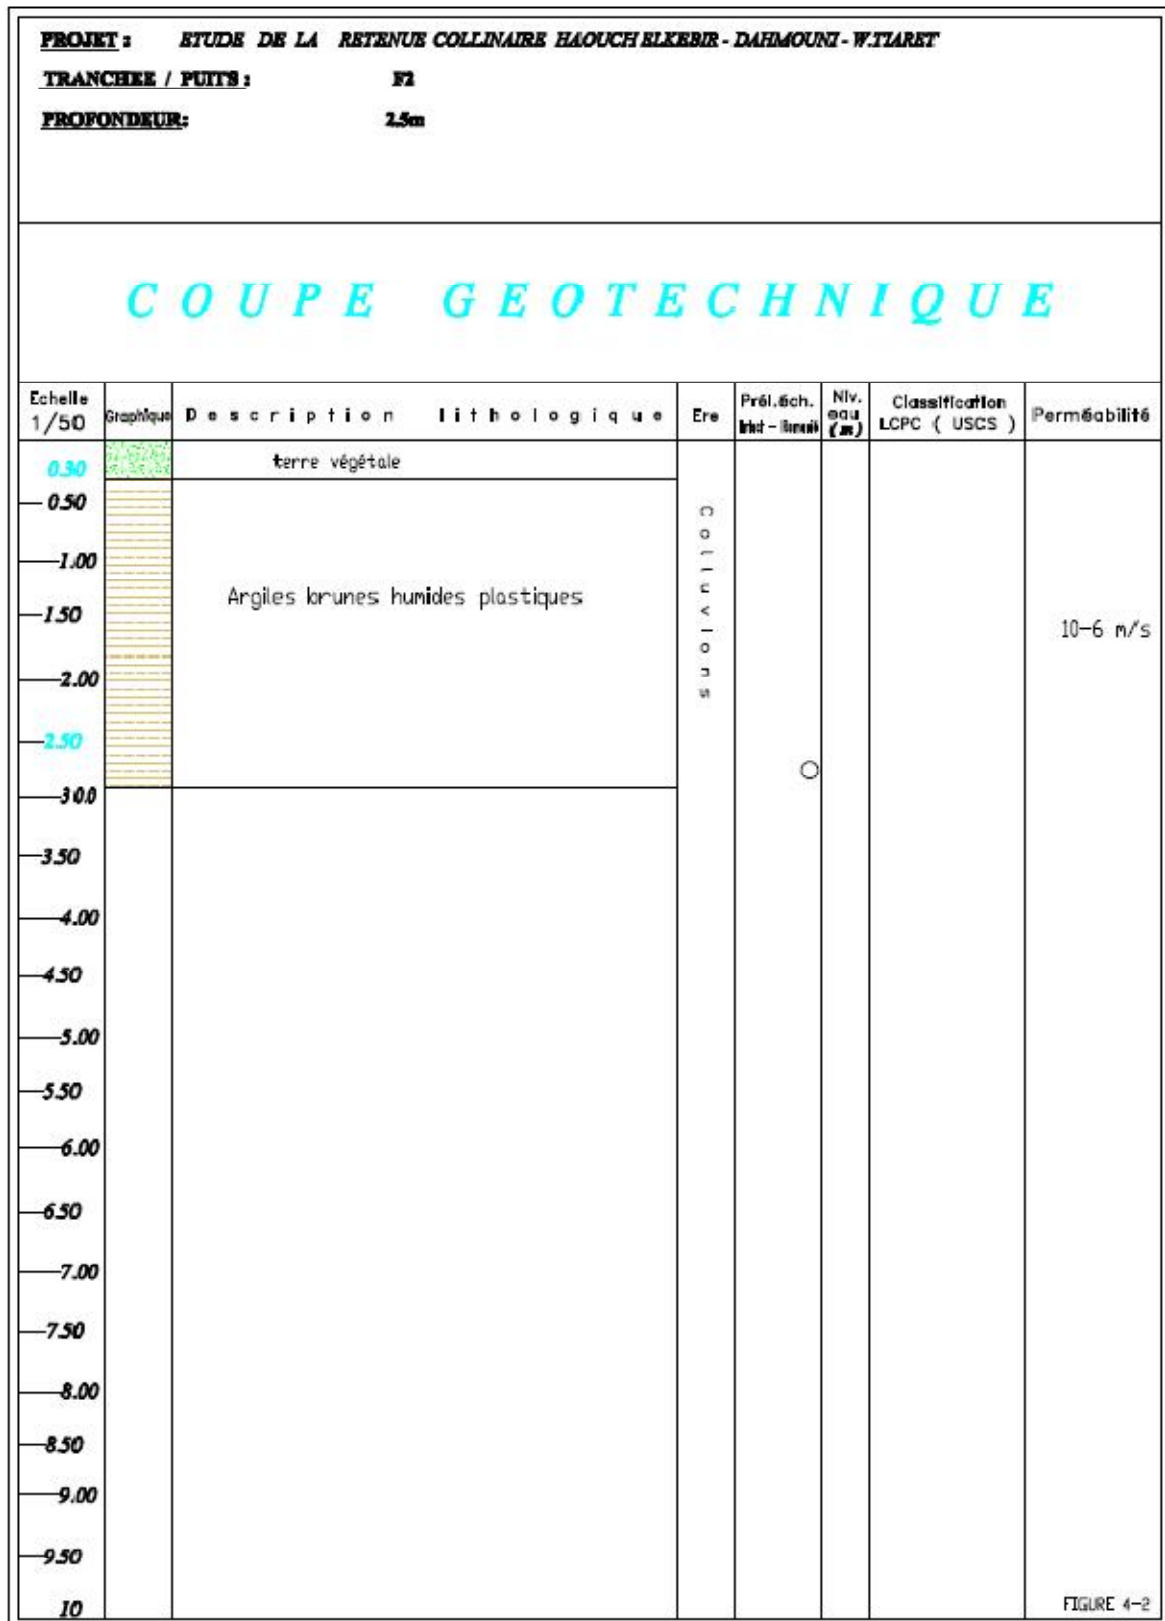 PROJET : ETUDE DE LA RETENUE COLLINAIRE HAOUCH ELKEBIR - DAHMOUNI - W.TIARET
TRANCHEE / PUITS : F2
PROFONDEUR: 2.5m
COUPE GEOTECHNIQUE
Echelle 1/50
Graphique
Description lithologique
Ere
Prél.éch.
Niv. eau (m)
Classification LCPC ( USCS )
Perméabilité
0.30
terre végétale
0.50
1.00
Argiles brunes humides plastiques
Colluvions
1.50
10-6 m/s
2.00
2.50
30.0
3.50
4.00
4.50
5.00
5.50
6.00
6.50
7.00
7.50
8.00
8.50
9.00
9.50
10
FIGURE 4-2